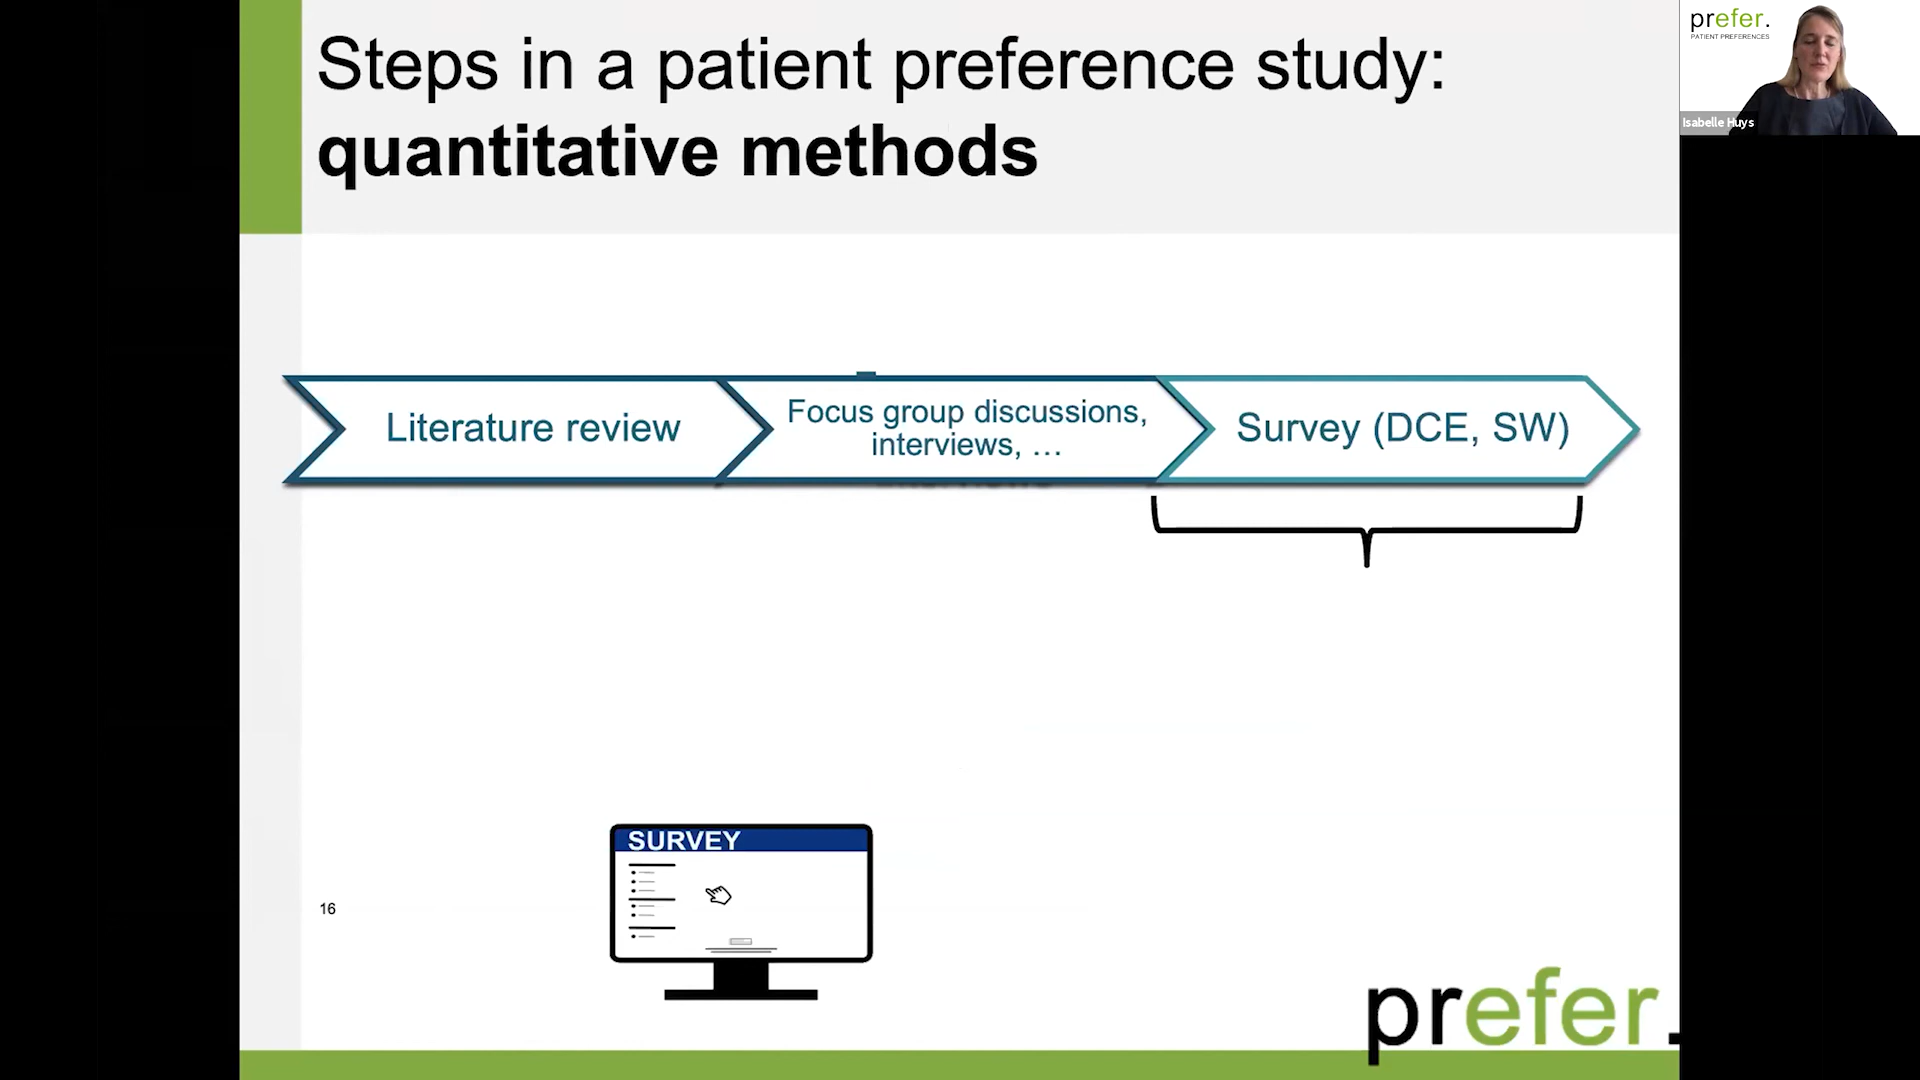 Steps in a patient preference study:
quantitative methods
prefer.
PATIENT PREFERENCES
Isabelle Huys
Literature review
Focus group discussions,
interviews, …
Survey (DCE, SW)
SURVEY
16
prefer.